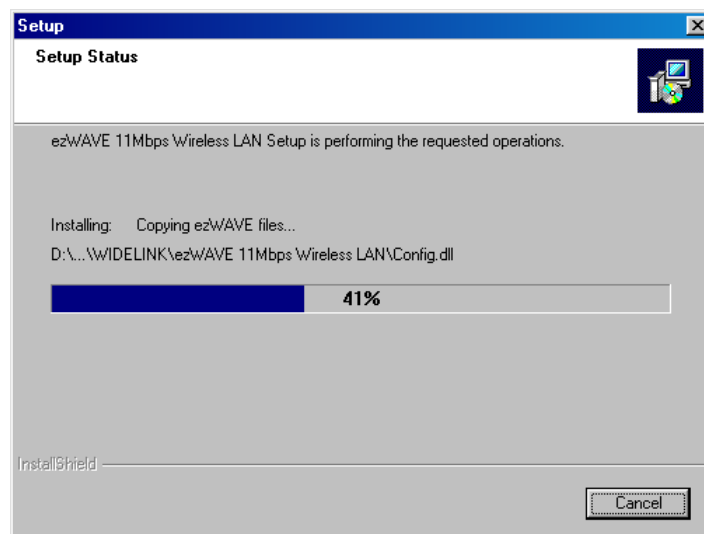 Setup
Setup Status
ezWAVE 11Mbps Wireless LAN Setup is performing the requested operations.
Installing: Copying ezWAVE files...
D:\...\WIDELINK\ezWAVE 11Mbps Wireless LAN\Config.dll
41%
InstallShield
Cancel